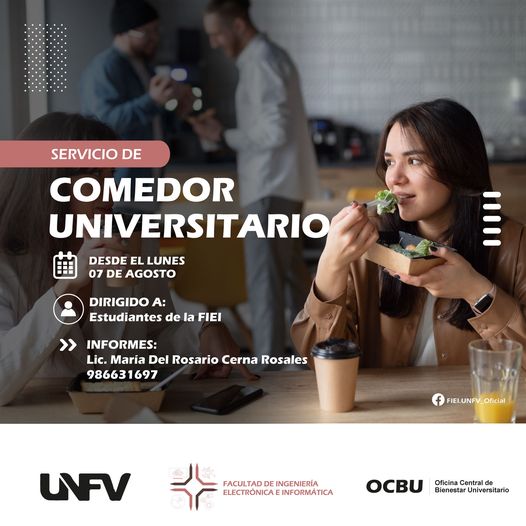 SERVICIO DE
COMEDOR
UNIVERSITARIO
DESDE EL LUNES
07 DE AGOSTO
DIRIGIDO A:
Estudiantes de la FIEI
INFORMES:
Lic. María Del Rosario Cerna Rosales
986631697
FIEI.UNFV_Oficial
UNFV
FACULTAD DE INGENIERÍA
ELECTRÓNICA E INFORMÁTICA
OCBU
Oficina Central de
Bienestar Universitario